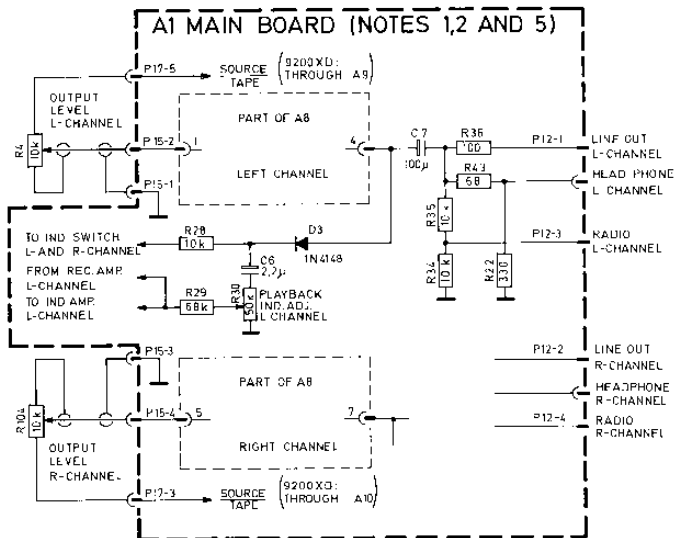 A1 MAIN BOARD (NOTES 1,2 AND 5)
P17-5
SOURCE
TAPE
(9200XD:
THROUGH A9)
OUTPUT
LEVEL
L-CHANNEL
R4
10k
P15-2
1
PART OF A8
4
LEFT CHANNEL
P15-1
C7
100µ
R36
100
P12-1
LINE OUT
L-CHANNEL
R43
68
HEAD PHONE
L CHANNEL
R35
10k
P12-3
RADIO
L-CHANNEL
R34
10k
R22
330
TO IND SWITCH
L-AND R-CHANNEL
R28
10k
D3
1N4148
FROM REC.AMP.
L-CHANNEL
C6
2,2µ
TO IND AMP.
L-CHANNEL
R29
68k
R30
50k
PLAYBACK
IND.ADJ.
L CHANNEL
P15-3
P12-2
LINE OUT
R-CHANNEL
PART OF A8
HEADPHONE
R-CHANNEL
R104
10k
P15-4
5
7
P12-4
RADIO
R-CHANNEL
RIGHT CHANNEL
OUTPUT
LEVEL
R-CHANNEL
P17-3
SOURCE
TAPE
(9200XD:
THROUGH A10)